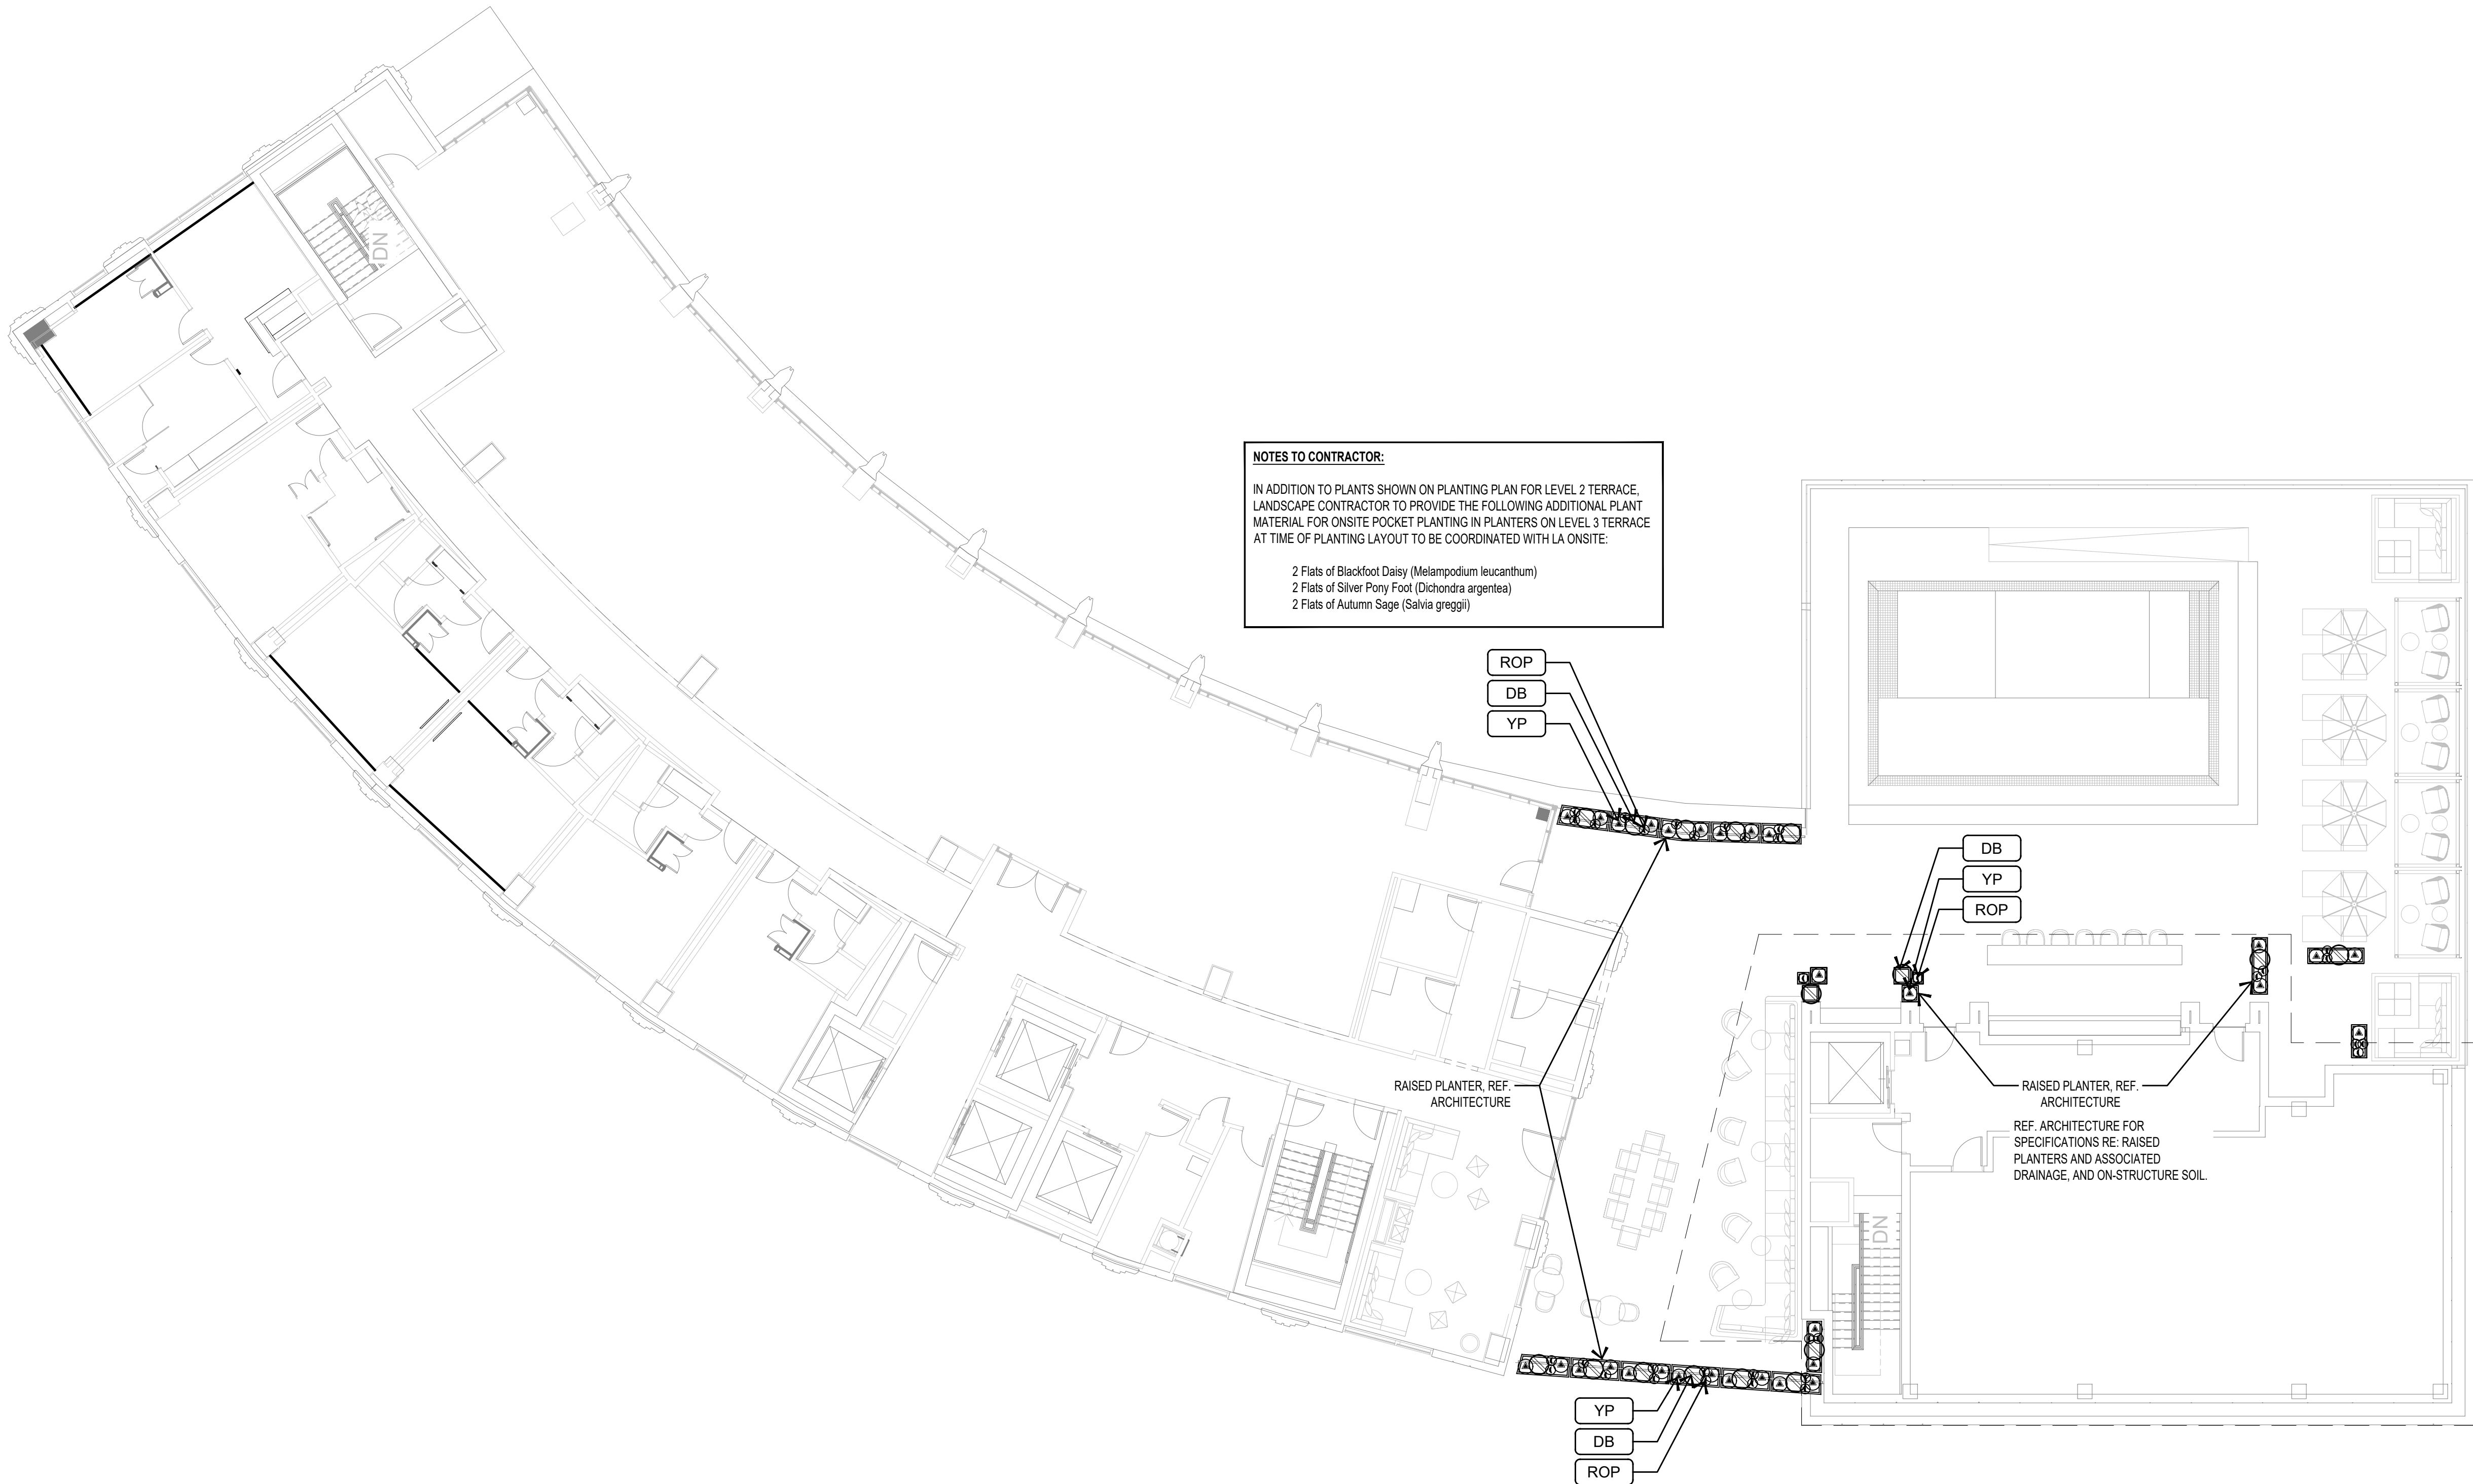 DN
NOTES TO CONTRACTOR:
IN ADDITION TO PLANTS SHOWN ON PLANTING PLAN FOR LEVEL 2 TERRACE,
LANDSCAPE CONTRACTOR TO PROVIDE THE FOLLOWING ADDITIONAL PLANT
MATERIAL FOR ONSITE POCKET PLANTING IN PLANTERS ON LEVEL 3 TERRACE
AT TIME OF PLANTING LAYOUT TO BE COORDINATED WITH LA ONSITE:
2 Flats of Blackfoot Daisy (Melampodium leucanthum)
2 Flats of Silver Pony Foot (Dichondra argentea)
2 Flats of Autumn Sage (Salvia greggii)
ROP
DB
YP
DB
YP
ROP
RAISED PLANTER, REF.
ARCHITECTURE
RAISED PLANTER, REF.
ARCHITECTURE
REF. ARCHITECTURE FOR
SPECIFICATIONS RE: RAISED
PLANTERS AND ASSOCIATED
DRAINAGE, AND ON-STRUCTURE SOIL.
DN
YP
DB
ROP